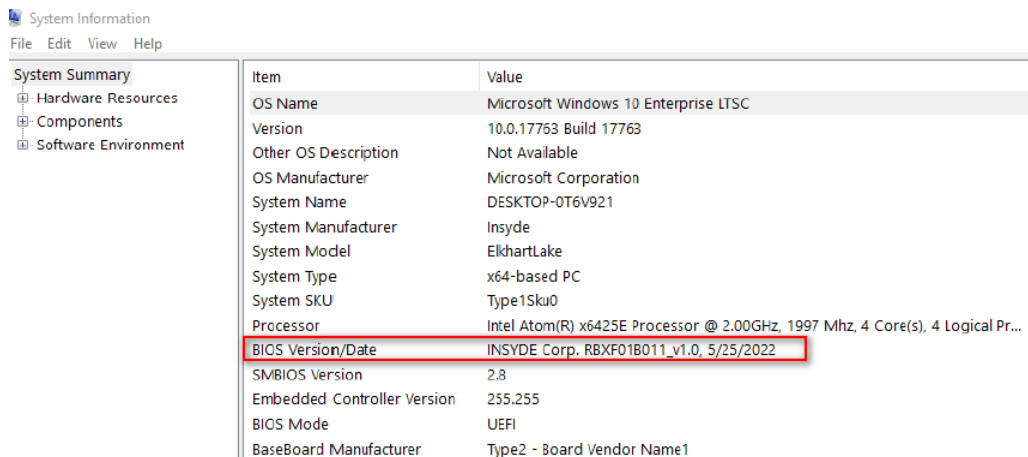 System Information
File Edit View Help
System Summary
Hardware Resources
Components
Software Environment
Item Value
OS Name Microsoft Windows 10 Enterprise LTSC
Version 10.0.17763 Build 17763
Other OS Description Not Available
OS Manufacturer Microsoft Corporation
System Name DESKTOP-0T6V921
System Manufacturer Insyde
System Model ElkhartLake
System Type x64-based PC
System SKU Type1Sku0
Processor Intel Atom(R) x6425E Processor @ 2.00GHz, 1997 Mhz, 4 Core(s), 4 Logical Pr...
BIOS Version/Date INSYDE Corp. RBXF01B011_v1.0, 5/25/2022
SMBIOS Version 2.8
Embedded Controller Version 255.255
BIOS Mode UEFI
BaseBoard Manufacturer Type2 - Board Vendor Name1